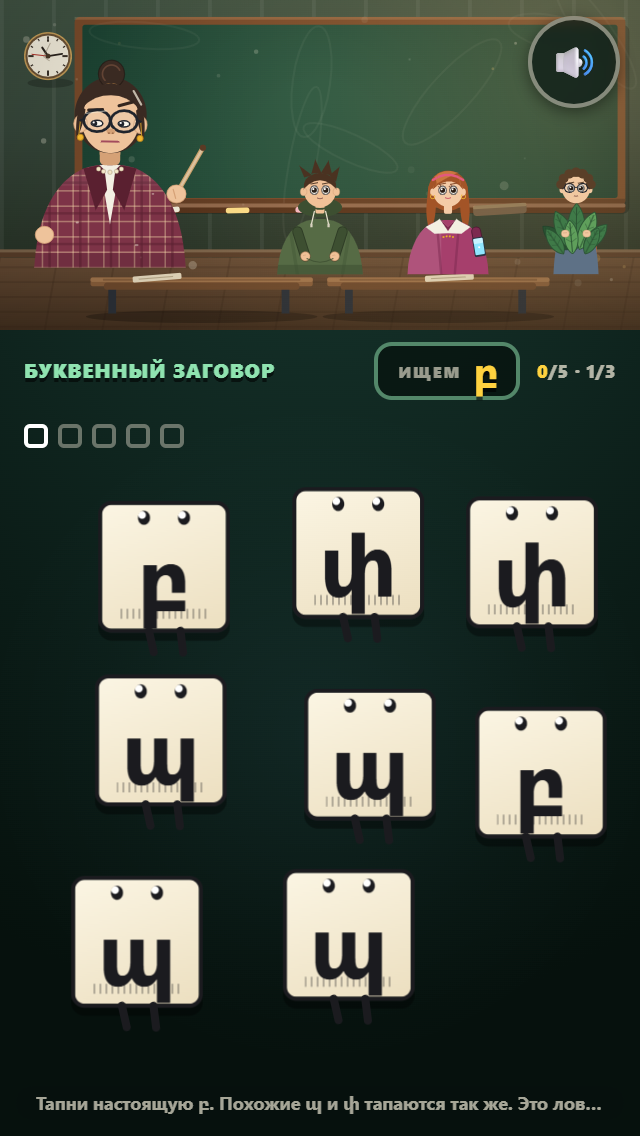 БУКВЕННЫЙ ЗАГОВОР
ИЩЕМ բ
0/5 · 1/3
բ փ փ
պ պ բ
պ պ
Тапни настоящую բ. Похожие պ и փ тапаются так же. Это лов...